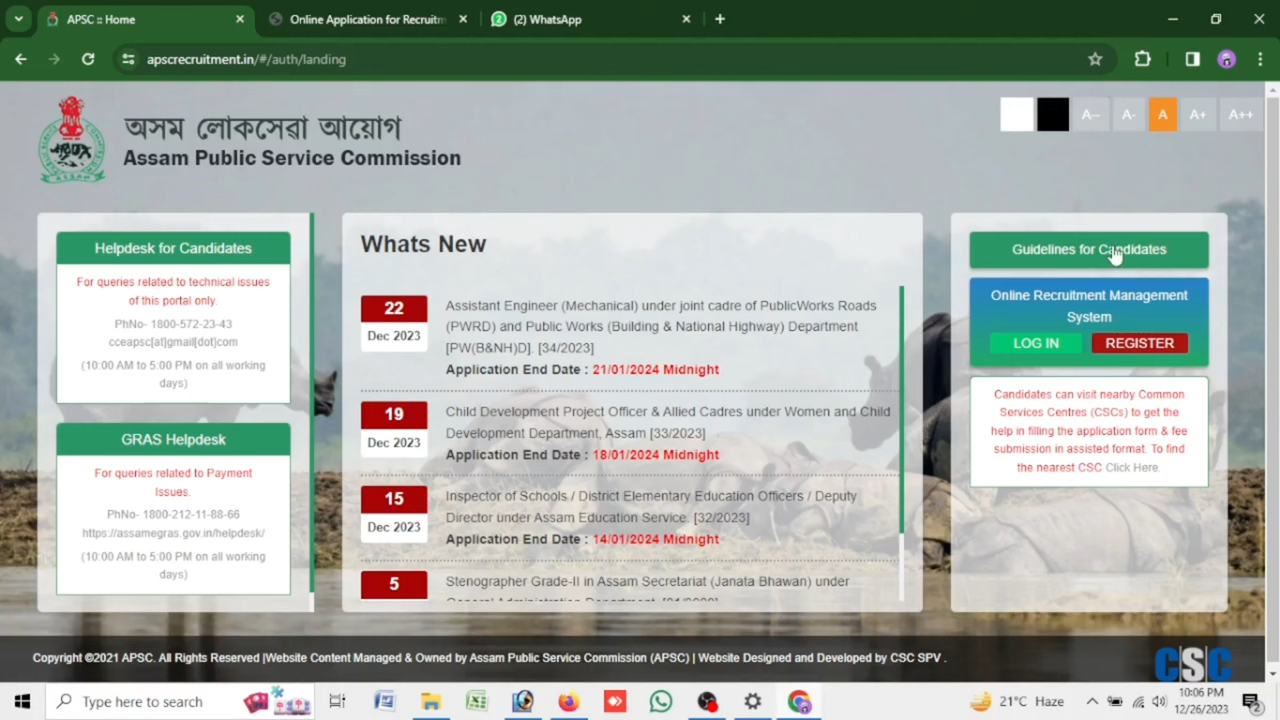 APSC :: Home
Online Application for Recruitm
(2) WhatsApp
apscrecruitment.in/#/auth/landing
অসম লোকসেৱা আয়োগ
Assam Public Service Commission
A--
A-
A
A+
A++
Helpdesk for Candidates
For queries related to technical issues
of this portal only.
PhNo- 1800-572-23-43
cceapsc[at]gmail[dot]com
(10:00 AM to 5:00 PM on all working
days)
GRAS Helpdesk
For queries related to Payment
Issues.
PhNo- 1800-212-11-88-66
https://assamegras.gov.in/helpdesk/
(10:00 AM to 5:00 PM on all working
days)
Whats New
22
Dec 2023
Assistant Engineer (Mechanical) under joint cadre of PublicWorks Roads
(PWRD) and Public Works (Building & National Highway) Department
[PW(B&NH)D]. [34/2023]
Application End Date : 21/01/2024 Midnight
19
Dec 2023
Child Development Project Officer & Allied Cadres under Women and Child
Development Department, Assam [33/2023]
Application End Date : 18/01/2024 Midnight
15
Dec 2023
Inspector of Schools / District Elementary Education Officers / Deputy
Director under Assam Education Service. [32/2023]
Application End Date : 14/01/2024 Midnight
5
Stenographer Grade-II in Assam Secretariat (Janata Bhawan) under
Guidelines for Candidates
Online Recruitment Management
System
LOG IN
REGISTER
Candidates can visit nearby Common
Services Centres (CSCs) to get the
help in filling the application form & fee
submission in assisted format. To find
the nearest CSC Click Here.
Copyright ©2021 APSC. All Rights Reserved |Website Content Managed & Owned by Assam Public Service Commission (APSC) | Website Designed and Developed by CSC SPV .
CSC
Type here to search
21°C Haze
10:06 PM
12/26/2023
2